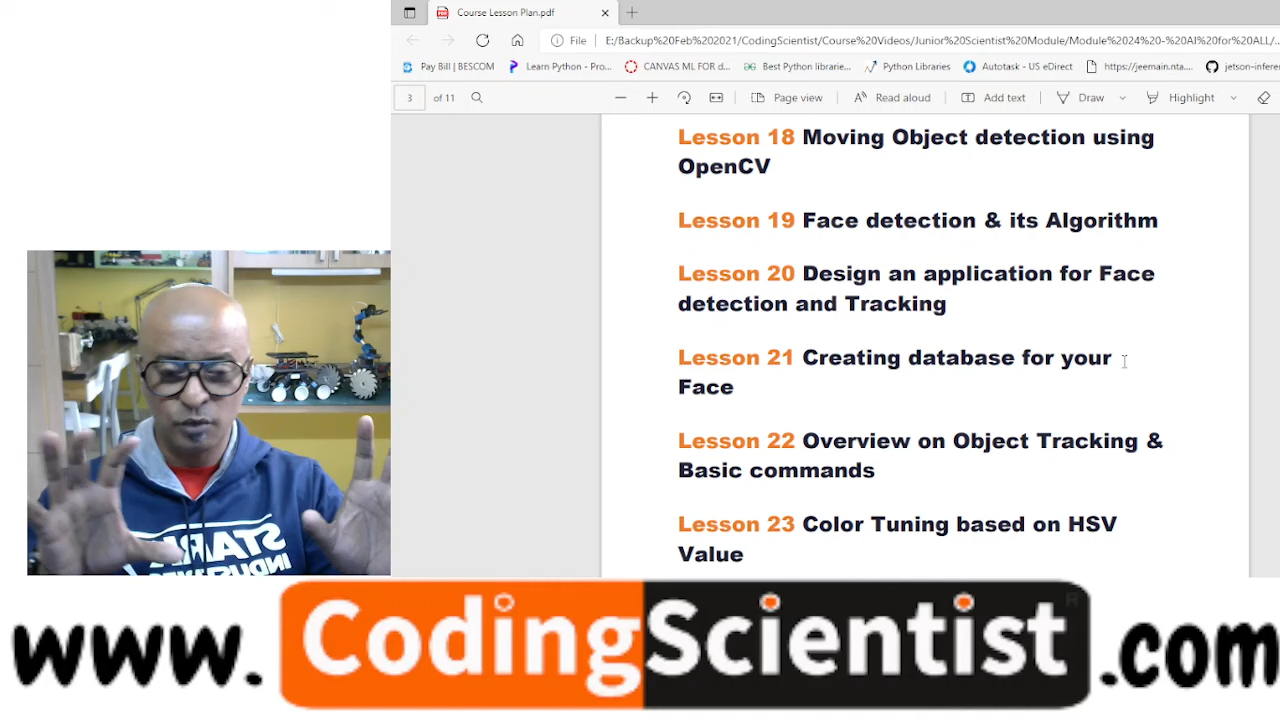 Course Lesson Plan.pdf
File
E:/Backup%20Feb%202021/CodingScientist/Course%20Videos/Junior%20Scientist%20Module/Module%2024%20-%20AI%20for%20ALL/...
Pay Bill | BESCOM
Learn Python - Pro...
CANVAS ML FOR d...
Best Python librarie...
Python Libraries
Autotask - US eDirect
https://jeemain.nta....
jetson-infere
3 of 11
Page view
Read aloud
Add text
Draw
Highlight
Lesson 18 Moving Object detection using
OpenCV
Lesson 19 Face detection & its Algorithm
Lesson 20 Design an application for Face
detection and Tracking
Lesson 21 Creating database for your
Face
Lesson 22 Overview on Object Tracking &
Basic commands
Lesson 23 Color Tuning based on HSV
Value
STARK
INDUSTRIES
www.CodingScientist.com